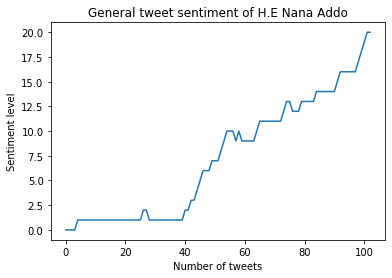 General tweet sentiment of H.E Nana Addo
20.0
17.5
15.0
12.5
10.0
7.5
5.0
2.5
0.0
Sentiment level
0 20 40 60 80 100
Number of tweets